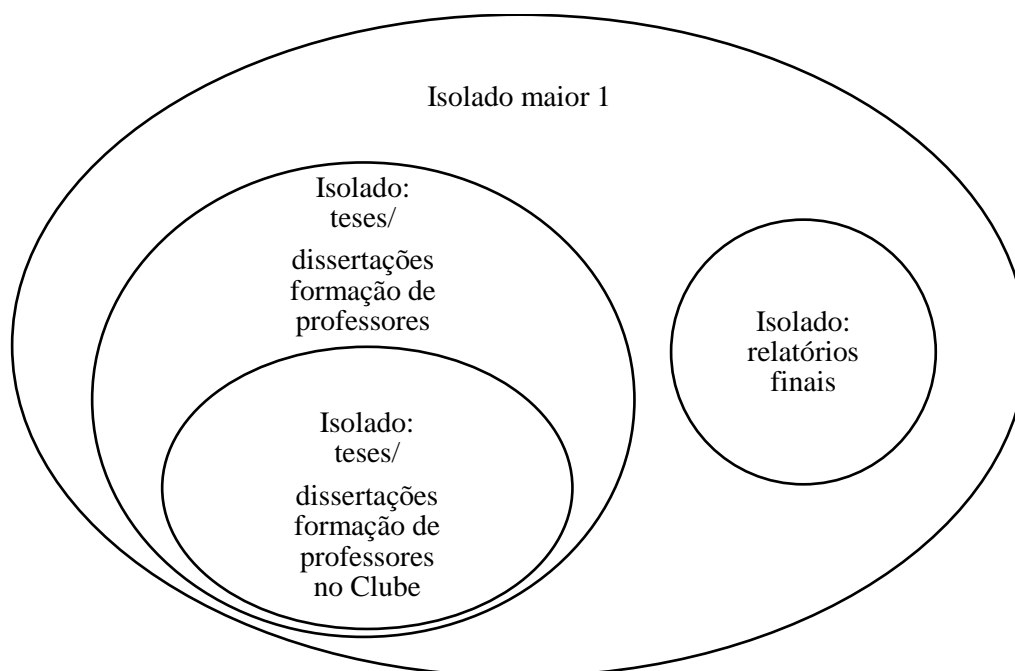 Isolado maior 1
Isolado:
teses/
dissertações
formação de
professores
Isolado:
relatórios
finais
Isolado:
teses/
dissertações
formação de
professores
no Clube